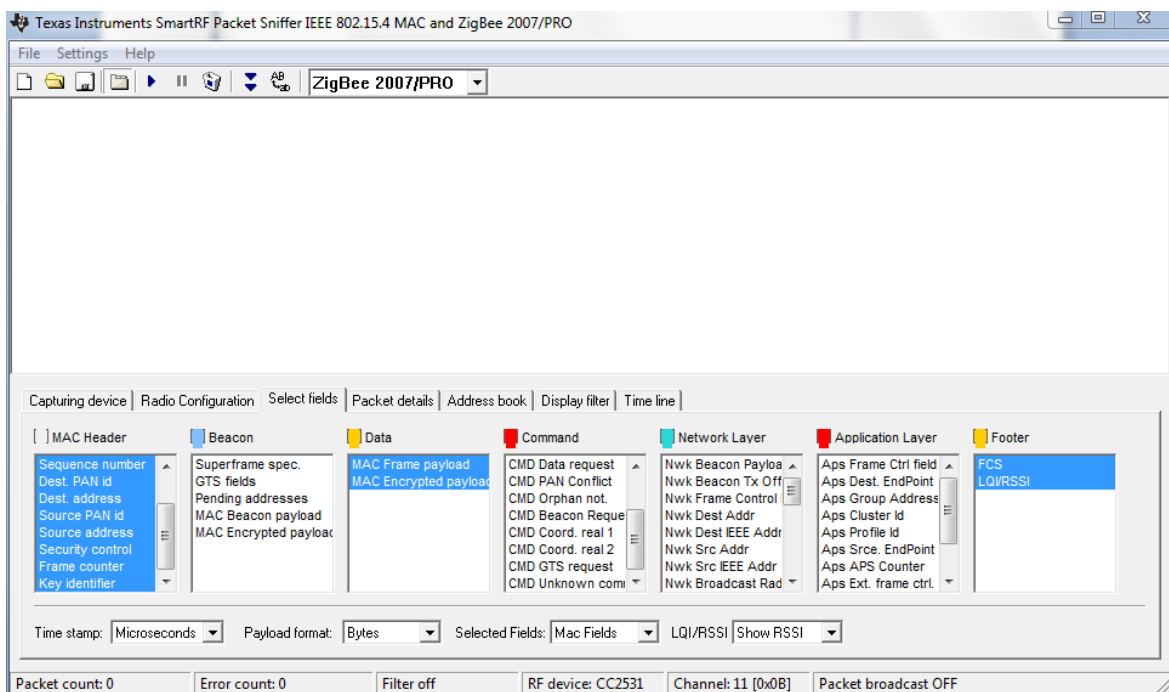 Texas Instruments SmartRF Packet Sniffer IEEE 802.15.4 MAC and ZigBee 2007/PRO
File Settings Help
ZigBee 2007/PRO
Capturing device Radio Configuration Select fields Packet details Address book Display filter Time line
[ ] MAC Header Beacon Data Command Network Layer Application Layer Footer
Sequence number Superframe spec. MAC Frame payload CMD Data request Nwk Beacon Payloa Aps Frame Ctrl field FCS
Dest. PAN id GTS fields MAC Encrypted payload CMD PAN Conflict Nwk Beacon Tx Off Aps Dest. EndPoint LQI/RSSI
Dest. address Pending addresses CMD Orphan not. Nwk Frame Control Aps Group Address
Source PAN id MAC Beacon payload CMD Beacon Reque Nwk Dest Addr Aps Cluster Id
Source address MAC Encrypted payload CMD Coord. real 1 Nwk Dest IEEE Addr Aps Profile Id
Security control CMD Coord. real 2 Nwk Src Addr Aps Srce. EndPoint
Frame counter CMD GTS request Nwk Src IEEE Addr Aps APS Counter
Key identifier CMD Unknown comm Nwk Broadcast Rad Aps Ext. frame ctrl.
Time stamp: Microseconds Payload format: Bytes Selected Fields: Mac Fields LQI/RSSI Show RSSI
Packet count: 0 Error count: 0 Filter off RF device: CC2531 Channel: 11 [0x0B] Packet broadcast OFF